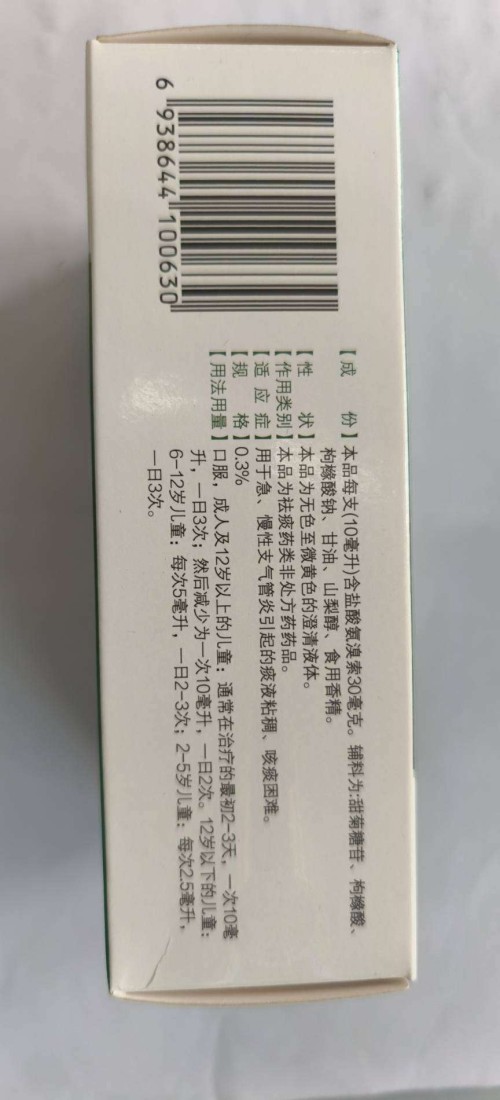 6 938644 100630
【成 份】本品每支(10毫升)含盐酸氨溴索30毫克。辅料为:甜菊糖苷、枸橼酸、
枸橼酸钠、甘油、山梨醇、食用香精。
【性 状】本品为无色至微黄色的澄清液体。
【作用类别】本品为祛痰药类非处方药药品。
【适 应 症】用于急、慢性支气管炎引起的痰液粘稠、咳痰困难。
【规 格】0.3%
【用法用量】口服，成人及12岁以上的儿童：通常在治疗的最初2-3天，一次10毫
升，一日3次；然后减少为一次10毫升，一日2次。12岁以下的儿童：
6-12岁儿童：每次5毫升，一日2-3次；2-5岁儿童：每次2.5毫升，
一日3次。